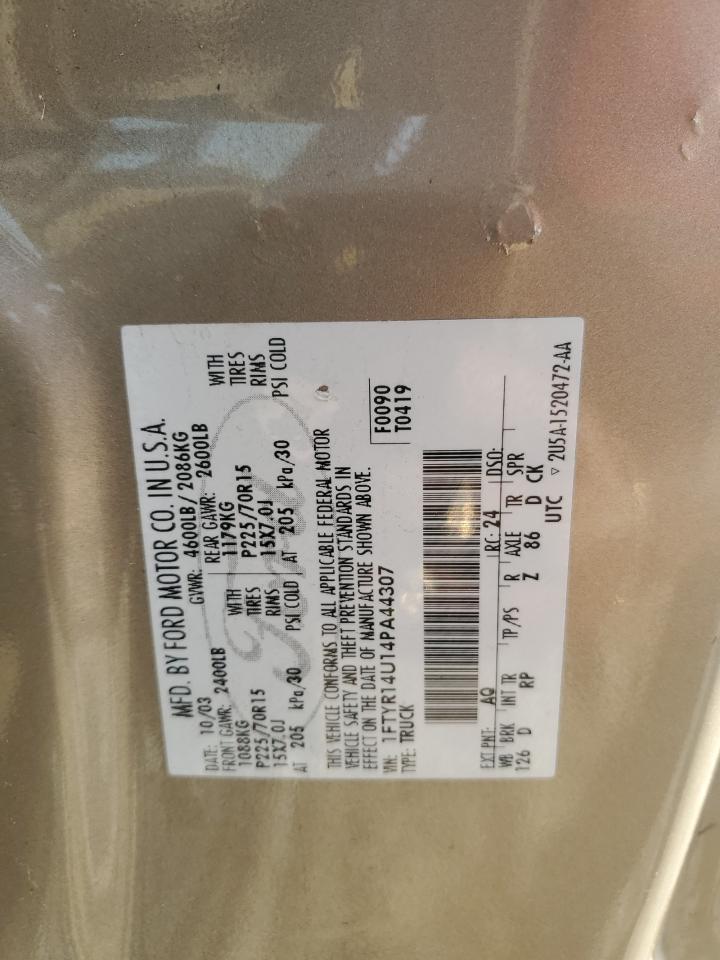 MFD. BY FORD MOTOR CO. IN U.S.A.
DATE: 10/03 GVWR: 4600LB/2086KG
FRONT GAWR: 2400LB REAR GAWR: 2600LB
1088KG WITH 1179KG WITH
P225/70R15 TIRES P225/70R15 TIRES
15X7.0J RIMS 15X7.0J RIMS
AT 205 kPa/30 PSI COLD AT 205 kPa/30 PSI COLD
THIS VEHICLE CONFORMS TO ALL APPLICABLE FEDERAL MOTOR
VEHICLE SAFETY AND THEFT PREVENTION STANDARDS IN
EFFECT ON THE DATE OF MANUFACTURE SHOWN ABOVE.
VIN: 1FTYR14U14PA44307 F0090
TYPE: TRUCK T0419
EXT PNT: AQ RC: 24 DSO:
WB BRK INT TR TP/PS R AXLE TR SPR
126 D RP Z 86 D CK
UTC ▽ 2U5A-1520472-AA
Ford